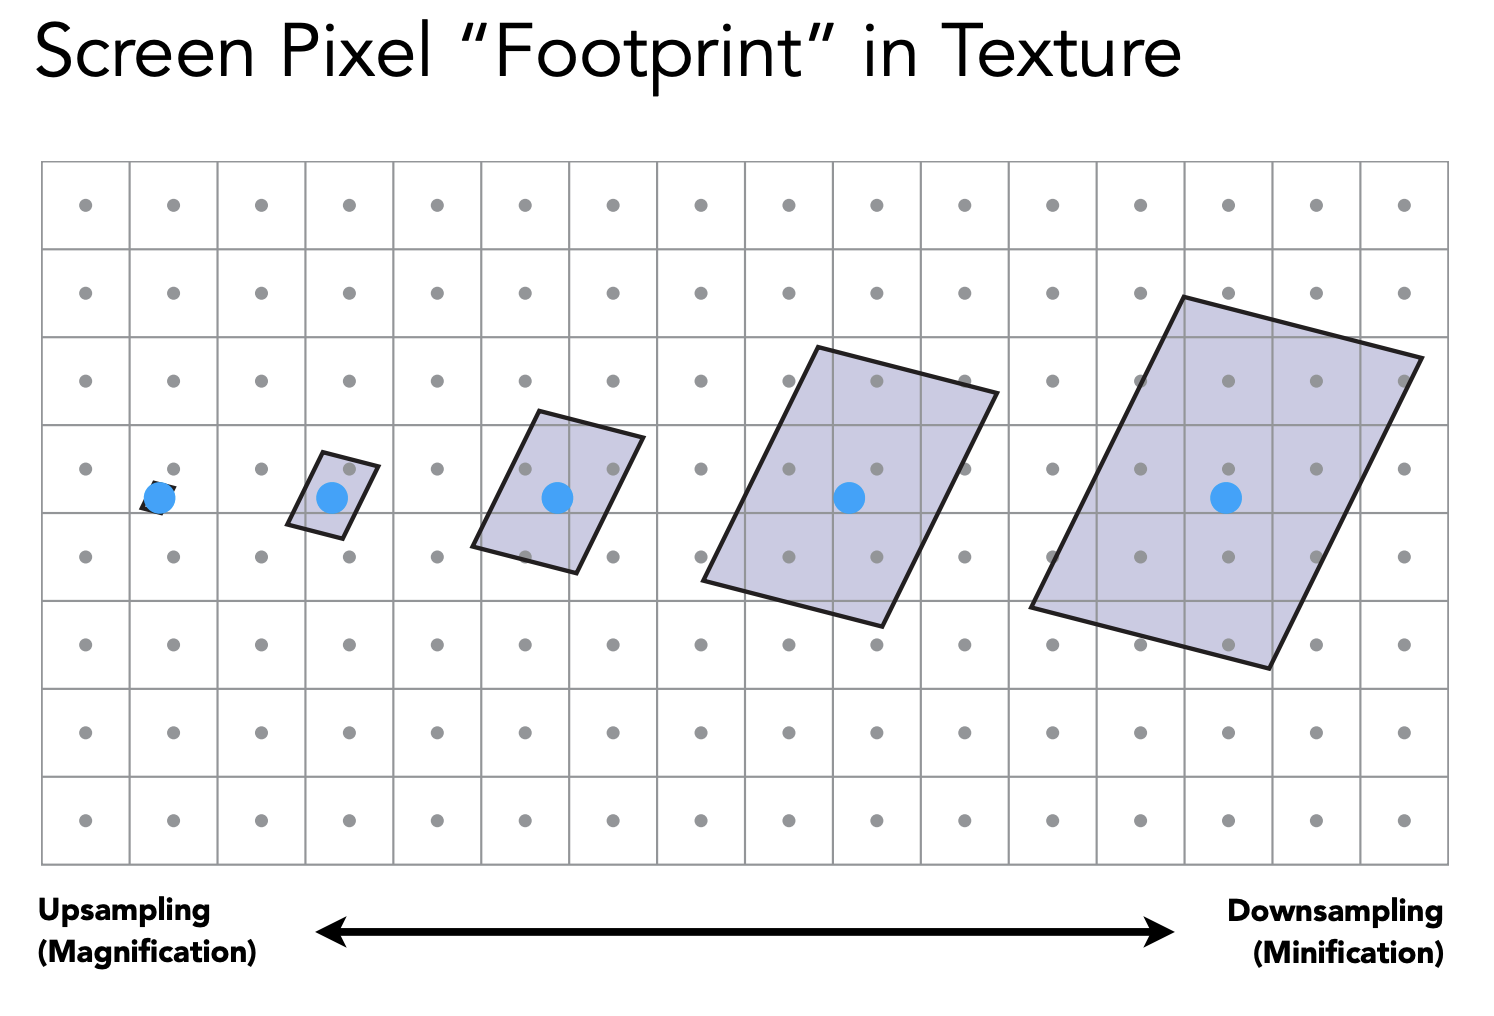 Screen Pixel “Footprint” in Texture
Upsampling
(Magnification)
Downsampling
(Minification)